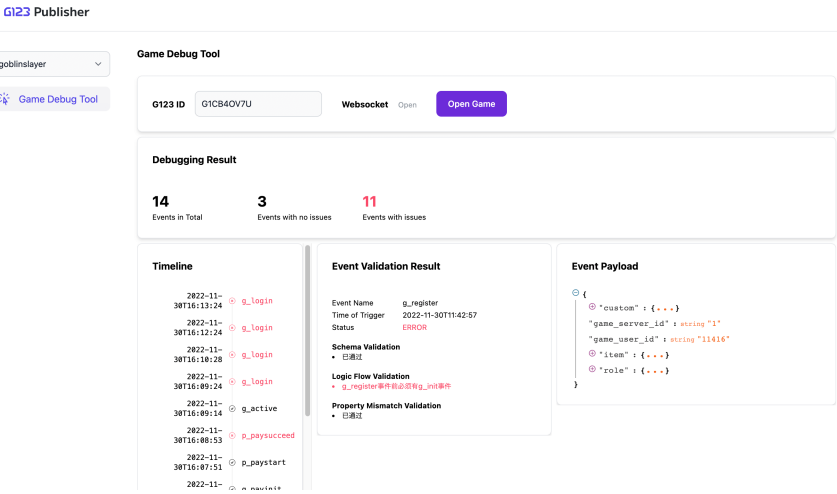 G123 Publisher
goblinslayer
Game Debug Tool
Game Debug Tool
G123 ID G1CB4OV7U Websocket Open Open Game
Debugging Result
14 3 11
Events in Total Events with no issues Events with issues
Timeline
2022-11-30T16:13:24 g_login
2022-11-30T16:12:24 g_login
2022-11-30T16:10:28 g_login
2022-11-30T16:09:24 g_login
2022-11-30T16:09:14 g_active
2022-11-30T16:08:53 p_paysucceed
2022-11-30T16:07:51 p_paystart
2022-11-
Event Validation Result
Event Name g_register
Time of Trigger 2022-11-30T11:42:57
Status ERROR
Schema Validation
• 已通过
Logic Flow Validation
• g_register事件前必须有g_init事件
Property Mismatch Validation
• 已通过
Event Payload
{
"custom" : {...}
"game_server_id" : string "1"
"game_user_id" : string "11416"
"item" : {...}
"role" : {...}
}